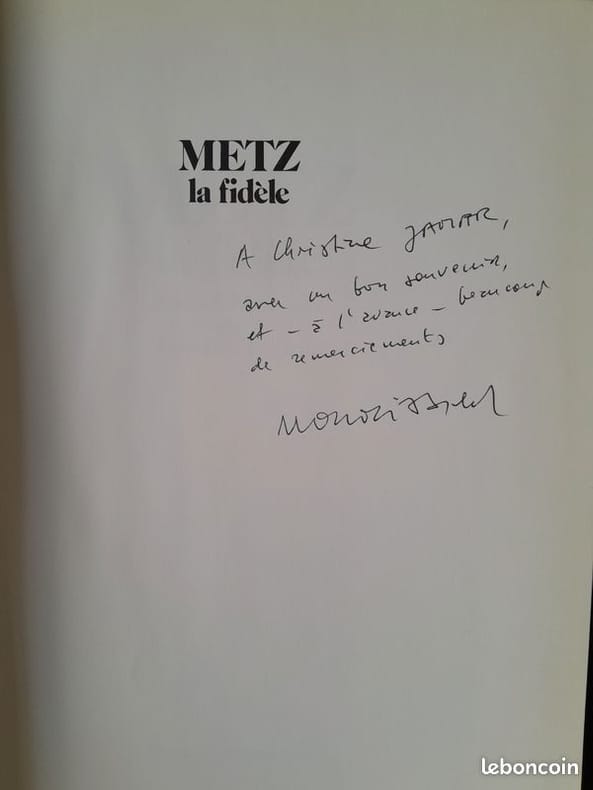 METZ
la fidèle
A Christine
avec un bon souvenir,
et - à l'avance - beaucoup
de remerciements
leboncoin